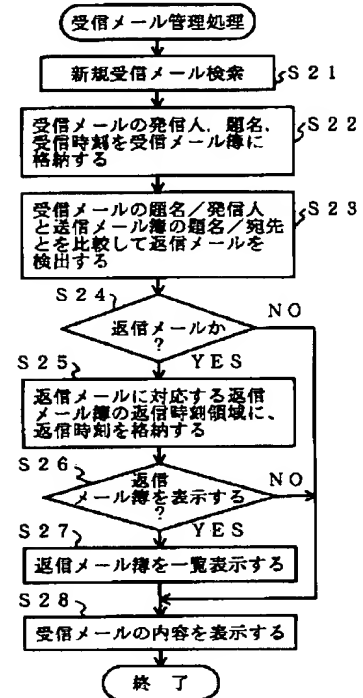 受信メール管理処理
新規受信メール検索
S21
受信メールの発信人、題名、
受信時刻を受信メール簿に
格納する
S22
受信メールの題名/発信人
と送信メール簿の題名/宛先
とを比較して返信メールを
検出する
S23
S24
返信メールか
?
NO
YES
S25
返信メールに対応する返信
メール簿の返信時刻領域に、
返信時刻を格納する
S26
返信
メール簿を表示する
?
NO
YES
S27
返信メール簿を一覧表示する
S28
受信メールの内容を表示する
終了